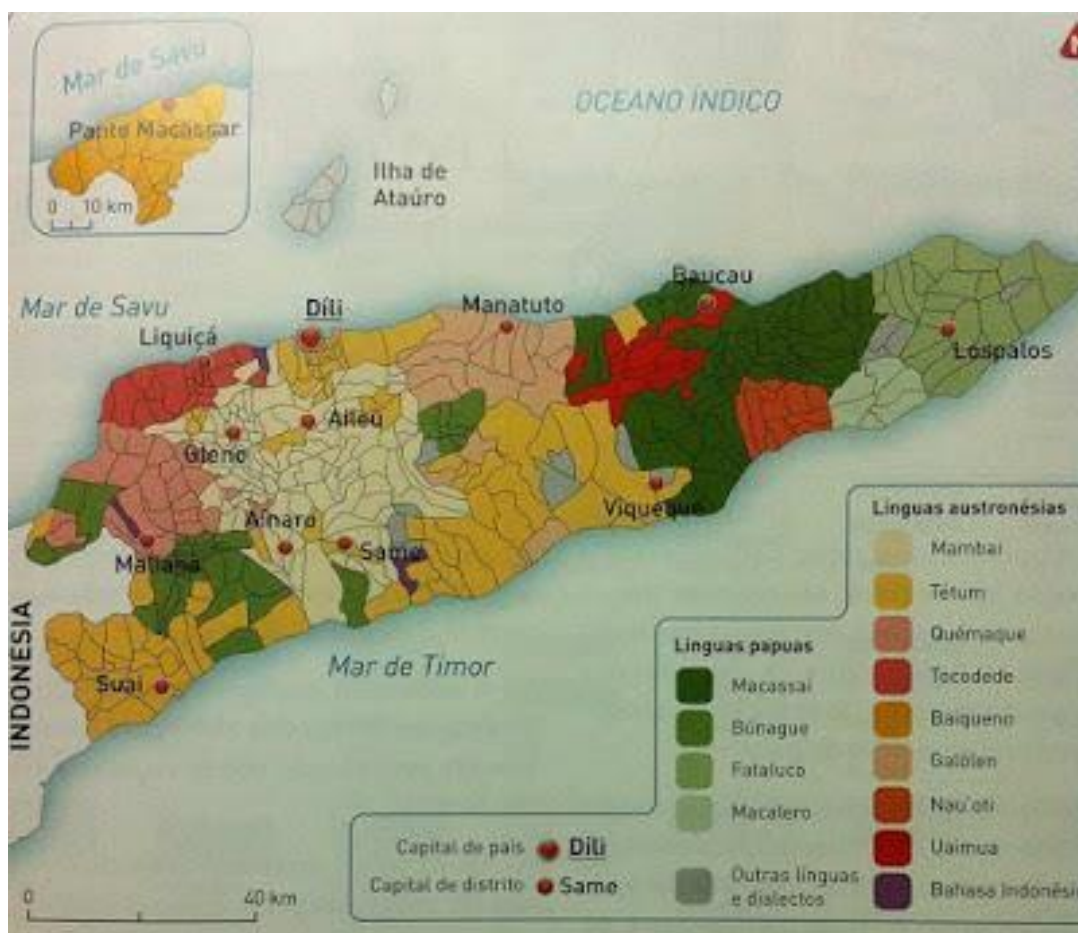 Mar de Savu
Pante Macassar
0 10 km
OCEANO ÍNDICO
Ilha de
Ataúro
Mar de Savu
Díli
Manatuto
Baucau
Liquiçá
Lospalos
Aileu
Gleno
Viqueque
Ainaro
Same
Maliana
Suai
Mar de Timor
INDONESIA
0 40 km
Capital de país Díli
Capital de distrito Same
Línguas papuas
Macassai
Búnague
Fataluco
Macalero
Outras línguas
e dialectos
Línguas austronésias
Mambai
Tétum
Quémaque
Tocodede
Baiqueno
Galólen
Nau'oti
Uaimua
Bahasa Indonési